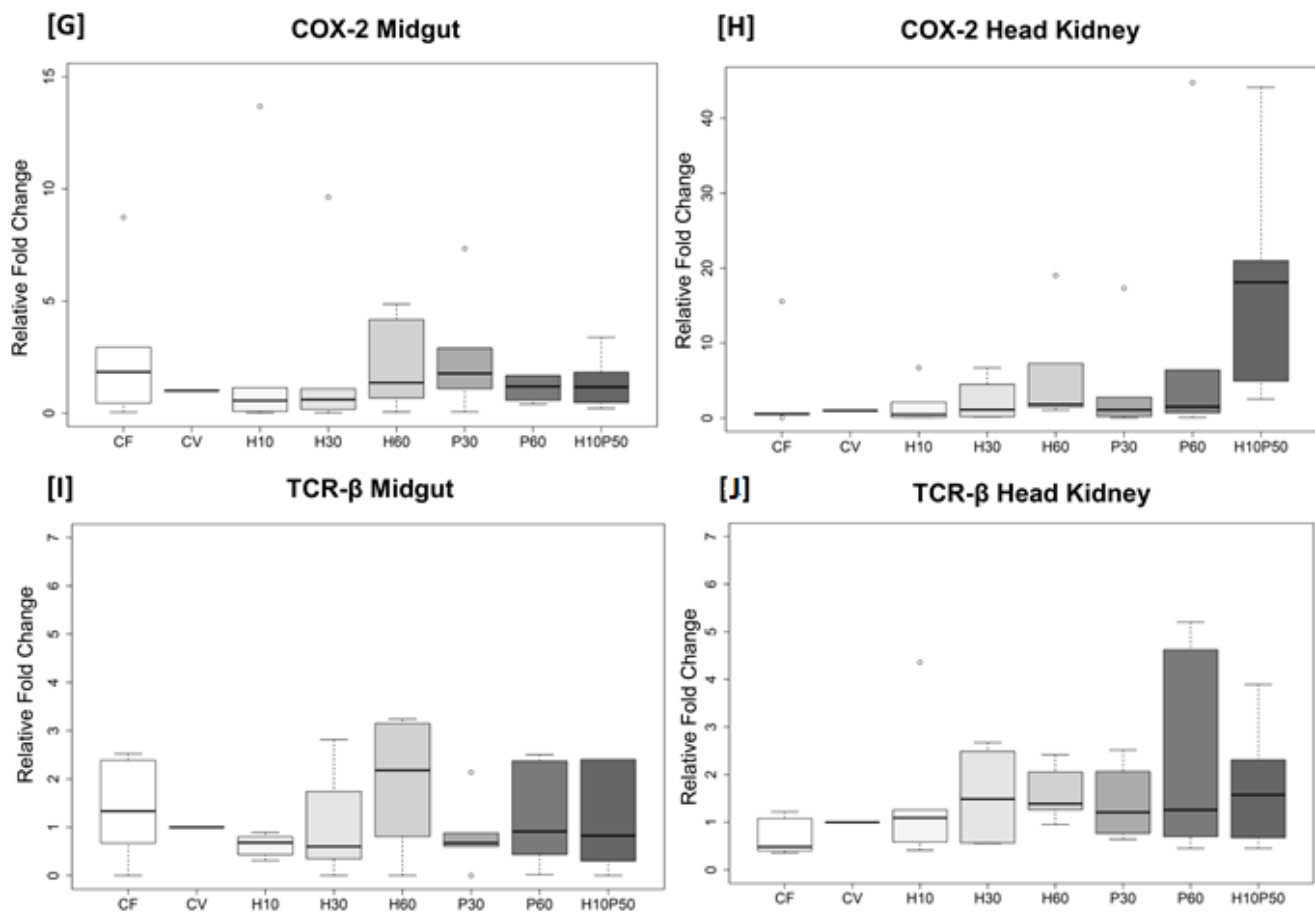 [G]
COX-2 Midgut
Relative Fold Change
15
10
5
0
CF CV H10 H30 H60 P30 P60 H10P50
[H]
COX-2 Head Kidney
Relative Fold Change
40
30
20
10
0
CF CV H10 H30 H60 P30 P60 H10P50
[I]
TCR-β Midgut
Relative Fold Change
7
6
5
4
3
2
1
0
CF CV H10 H30 H60 P30 P60 H10P50
[J]
TCR-β Head Kidney
Relative Fold Change
7
6
5
4
3
2
1
0
CF CV H10 H30 H60 P30 P60 H10P50